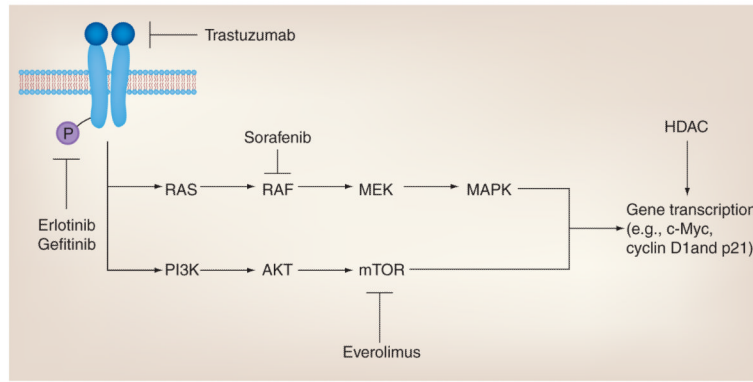 Trastuzumab
P
HDAC
Sorafenib
RAS
RAF
MEK
MAPK
Erlotinib
Gefitinib
Gene transcription
(e.g., c-Myc,
cyclin D1and p21)
PI3K
AKT
mTOR
Everolimus